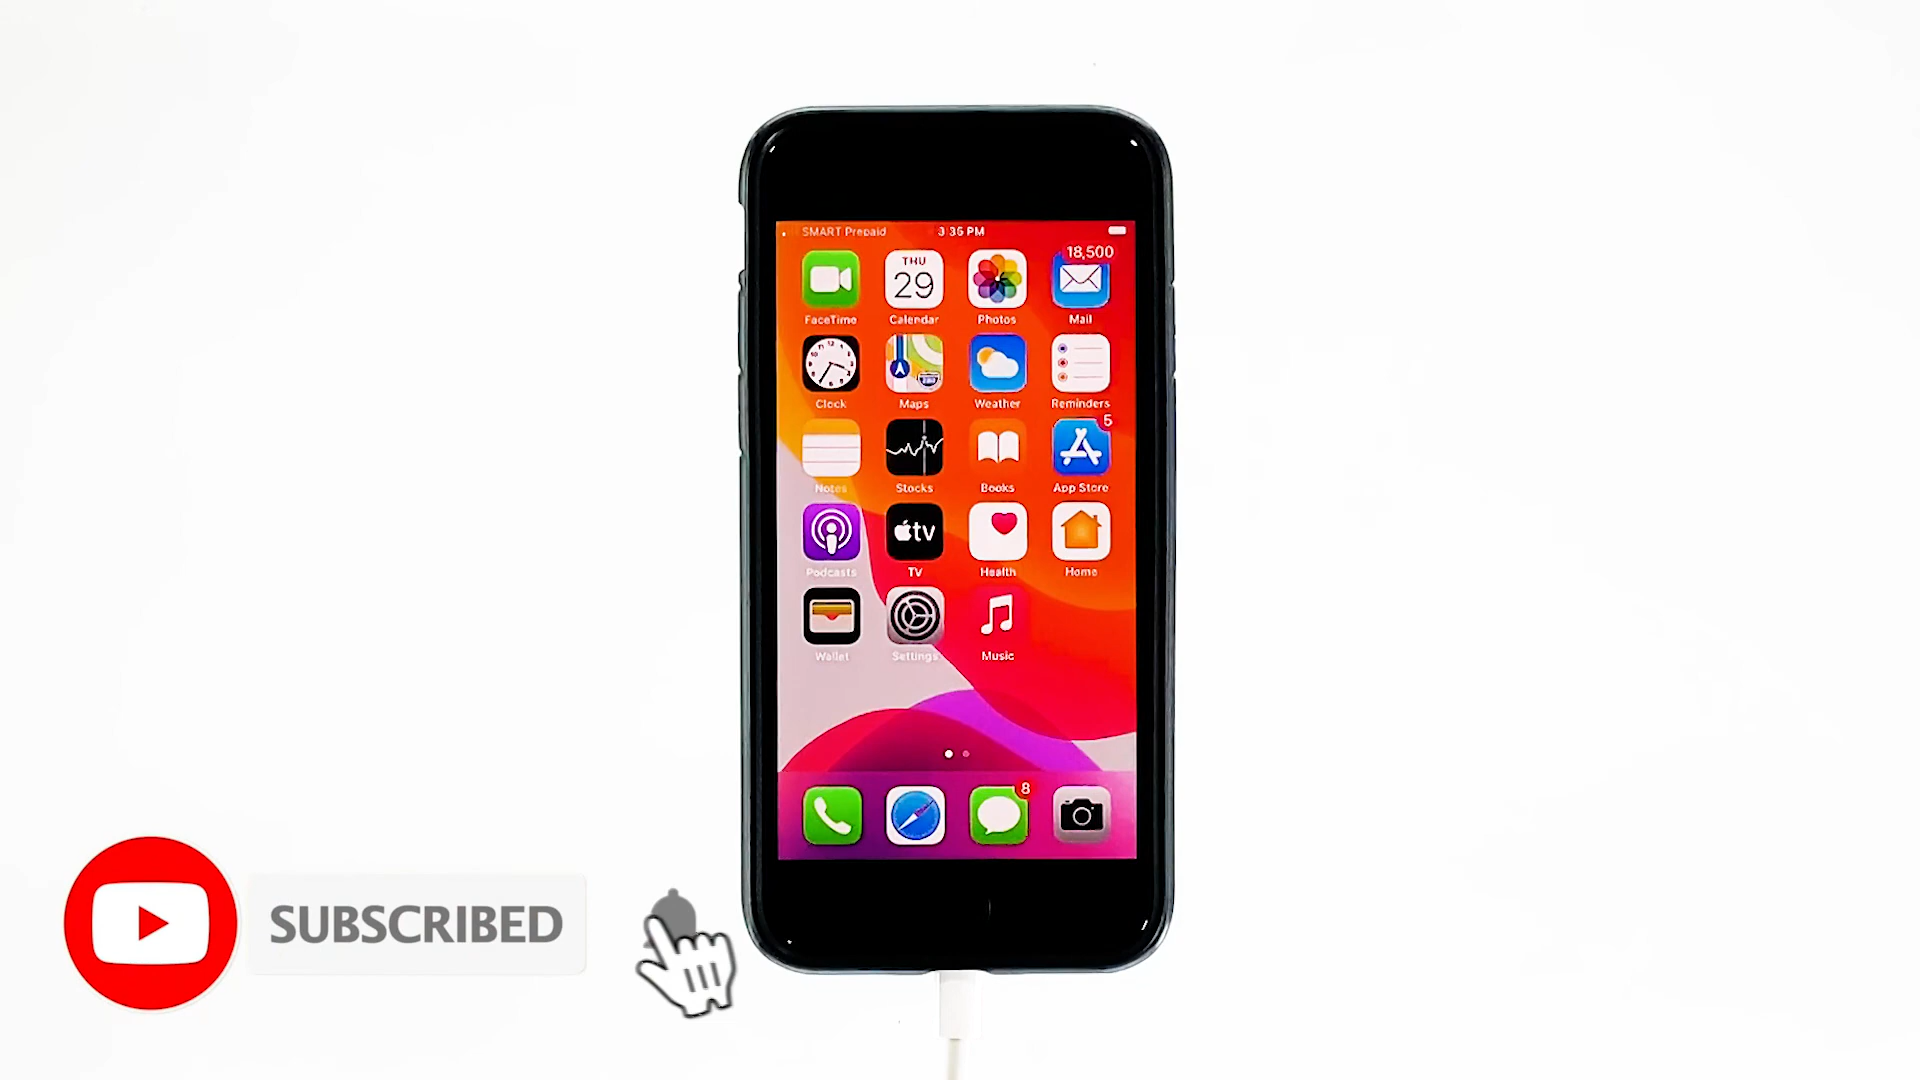 SMART Prepaid 3:35 PM
18,500
THU
29
FaceTime Calendar Photos Mail
Clock Maps Weather Reminders
5
tv
Notes Stocks Books App Store
Podcasts TV Health Home
Wallet Settings Music
8
SUBSCRIBED